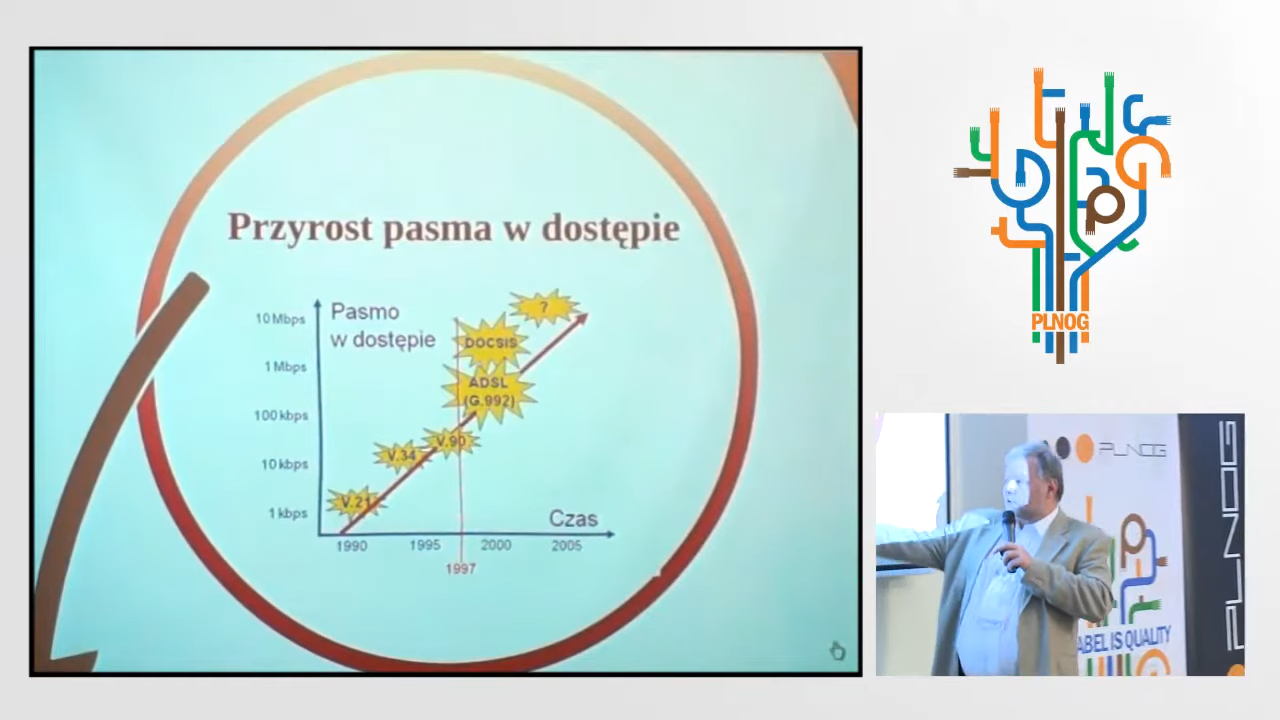 Przyrost pasma w dostępie
Pasmo
w dostępie
10 Mbps
1 Mbps
100 kbps
10 kbps
1 kbps
?
DOCSIS
ADSL
(G.992)
V.90
V.34
V.21
Czas
1990
1995
2000
2005
1997
PLNOG
PLNOG
PLNOG
ABEL IS QUALITY